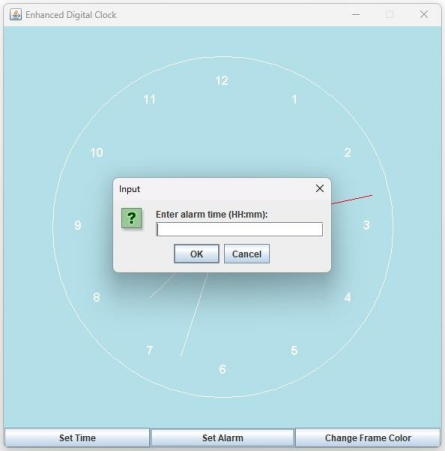 Enhanced Digital Clock
12
11
1
10
2
Input
?
Enter alarm time (HH:mm):
9
3
OK
Cancel
8
4
7
5
6
Set Time
Set Alarm
Change Frame Color